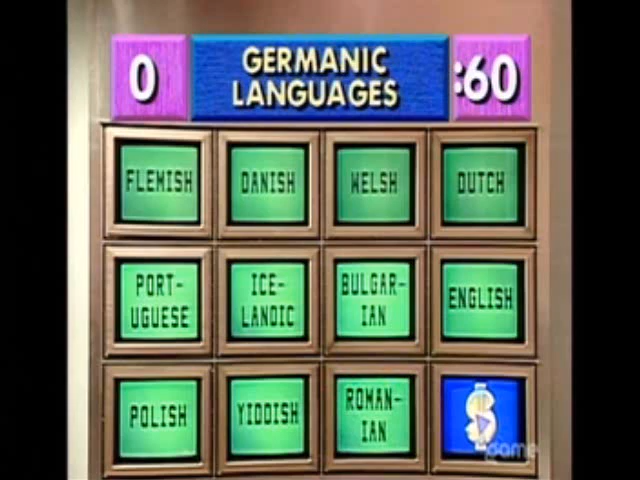 0
GERMANIC
LANGUAGES
:60
FLEMISH
DANISH
WELSH
DUTCH
PORT-
UGUESE
ICE-
LANDIC
BULGAR-
IAN
ENGLISH
POLISH
YIDDISH
ROMAN-
IAN
$
game